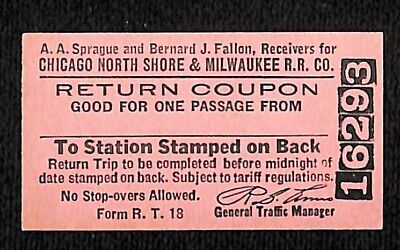 A. A. Sprague and Bernard J. Fallon, Receivers for
CHICAGO NORTH SHORE & MILWAUKEE R.R. CO.
RETURN COUPON
GOOD FOR ONE PASSAGE FROM
To Station Stamped on Back
Return Trip to be completed before midnight of
date stamped on back. Subject to tariff regulations.
No Stop-overs Allowed.
Form R. T. 18
General Traffic Manager
16293